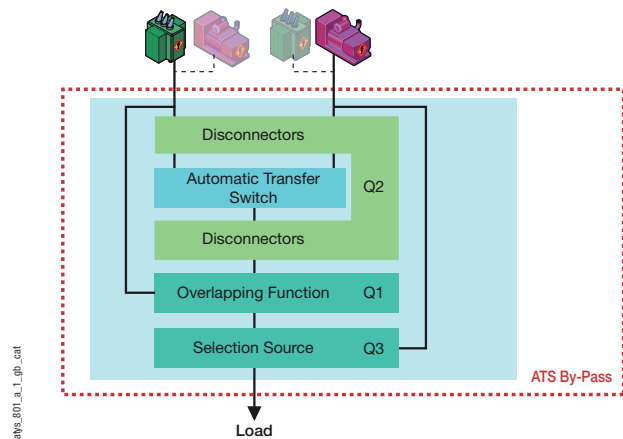 Disconnectors
Automatic Transfer
Switch
Q2
Disconnectors
Overlapping Function Q1
Selection Source Q3
ATS By-Pass
Load
atys_801_a_1_gb_cat